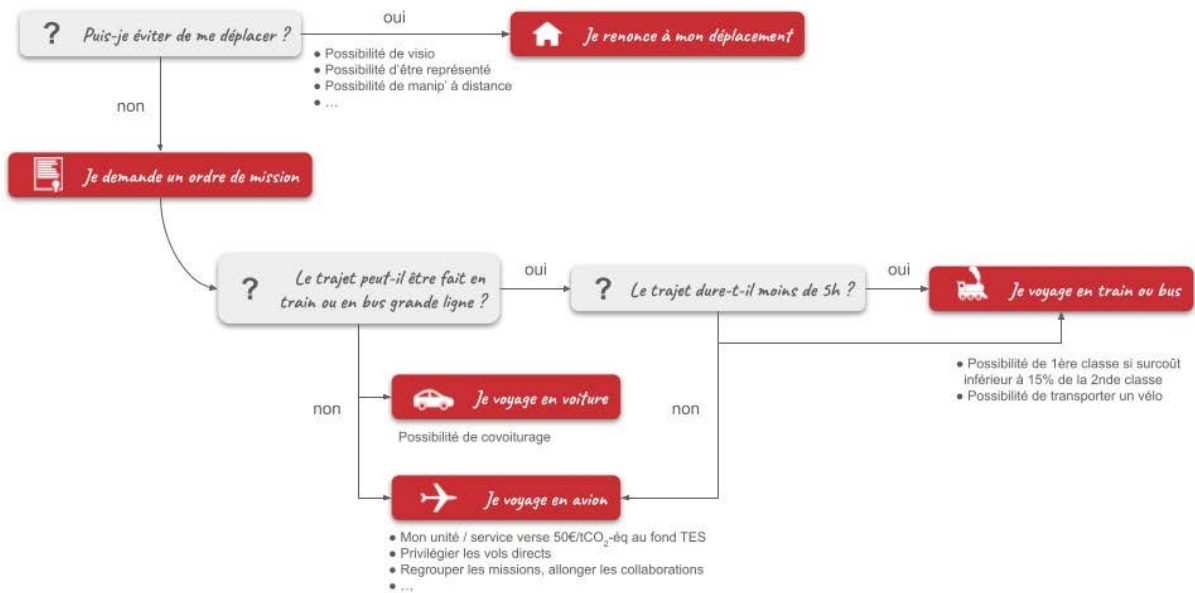 ? Puis-je éviter de me déplacer ?
oui
Je renonce à mon déplacement
● Possibilité de visio
● Possibilité d'être représenté
● Possibilité de manip' à distance
● ...
non
Je demande un ordre de mission
? Le trajet peut-il être fait en
train ou en bus grande ligne ?
oui
? Le trajet dure-t-il moins de 5h ?
oui
Je voyage en train ou bus
● Possibilité de 1ère classe si surcoût
inférieur à 15% de la 2nde classe
● Possibilité de transporter un vélo
non
Je voyage en voiture
Possibilité de covoiturage
non
Je voyage en avion
● Mon unité / service verse 50€/tCO₂-éq au fond TES
● Privilégier les vols directs
● Regrouper les missions, allonger les collaborations
● ...